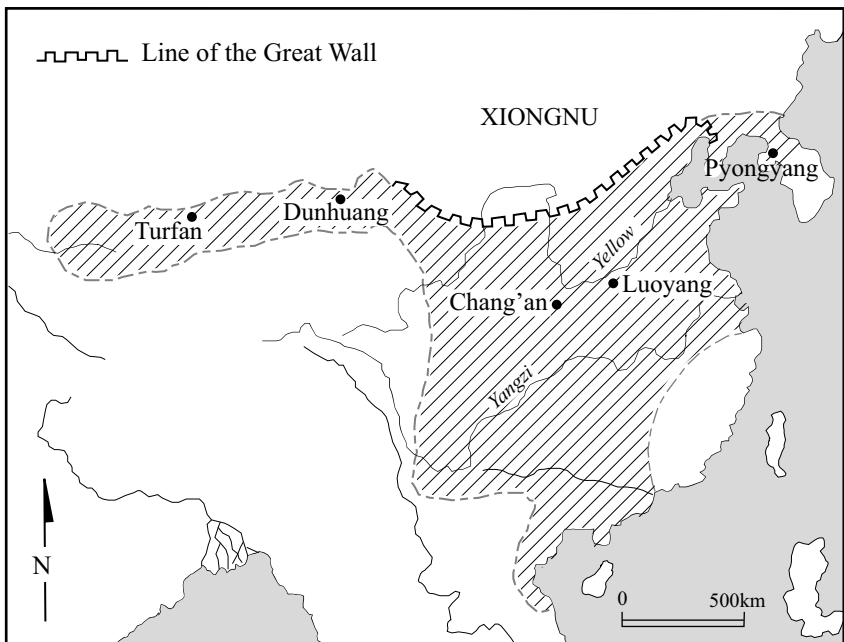 Line of the Great Wall
XIONGNU
Pyongyang
Dunhuang
Turfan
Yellow
Luoyang
Chang’an
Yangzi
N
0 500km